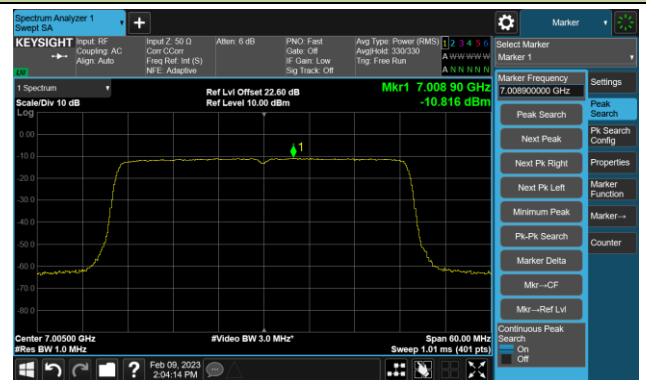 Spectrum Analyzer 1
Swept SA
Marker
KEYSIGHT
Input: RF
Coupling: AC
Align: Auto
Input Z: 50 Ω
Corr CCorr
Freq Ref: Int (S)
NFE: Adaptive
Atten: 6 dB
PNO: Fast
Gate: Off
IF Gain: Low
Sig Track: Off
Avg Type: Power (RMS)
Avg|Hold: 330/330
Trig: Free Run
1 2 3 4 5 6
A W W W W W
A N N N N N
Select Marker
Marker 1
1 Spectrum
Scale/Div 10 dB
Log
Ref Lvl Offset 22.60 dB
Ref Level 10.00 dBm
Mkr1 7.008 90 GHz
-10.816 dBm
0.00
-10.0
-20.0
-30.0
-40.0
-50.0
-60.0
-70.0
-80.0
1
Center 7.00500 GHz
#Res BW 1.0 MHz
#Video BW 3.0 MHz*
Span 60.00 MHz
Sweep 1.01 ms (401 pts)
Marker Frequency
7.008900000 GHz
Peak Search
Next Peak
Next Pk Right
Next Pk Left
Minimum Peak
Pk-Pk Search
Marker Delta
Mkr→CF
Mkr→Ref Lvl
Continuous Peak
Search
On
Off
Settings
Peak
Search
Pk Search
Config
Properties
Marker
Function
Marker→
Counter
?
Feb 09, 2023
2:04:14 PM